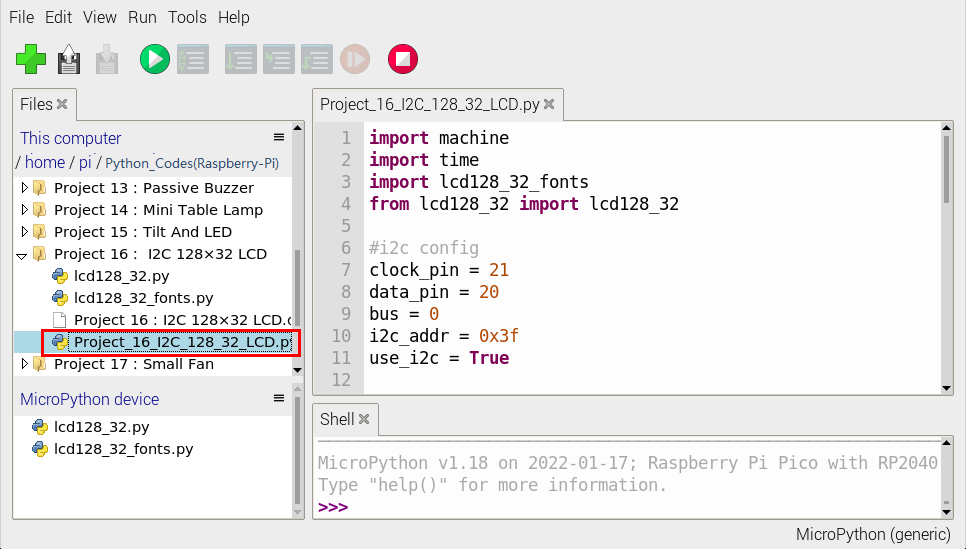 File Edit View Run Tools Help
Files
This computer
/ home / pi / Python_Codes(Raspberry-Pi)
Project 13 : Passive Buzzer
Project 14 : Mini Table Lamp
Project 15 : Tilt And LED
Project 16 : I2C 128×32 LCD
lcd128_32.py
lcd128_32_fonts.py
Project 16 : I2C 128×32 LCD.c
Project_16_I2C_128_32_LCD.py
Project 17 : Small Fan
MicroPython device
lcd128_32.py
lcd128_32_fonts.py
Project_16_I2C_128_32_LCD.py
1 import machine
2 import time
3 import lcd128_32_fonts
4 from lcd128_32 import lcd128_32
5
6 #i2c config
7 clock_pin = 21
8 data_pin = 20
9 bus = 0
10 i2c_addr = 0x3f
11 use_i2c = True
12
Shell
MicroPython v1.18 on 2022-01-17; Raspberry Pi Pico with RP2040
Type "help()" for more information.
>>>
MicroPython (generic)